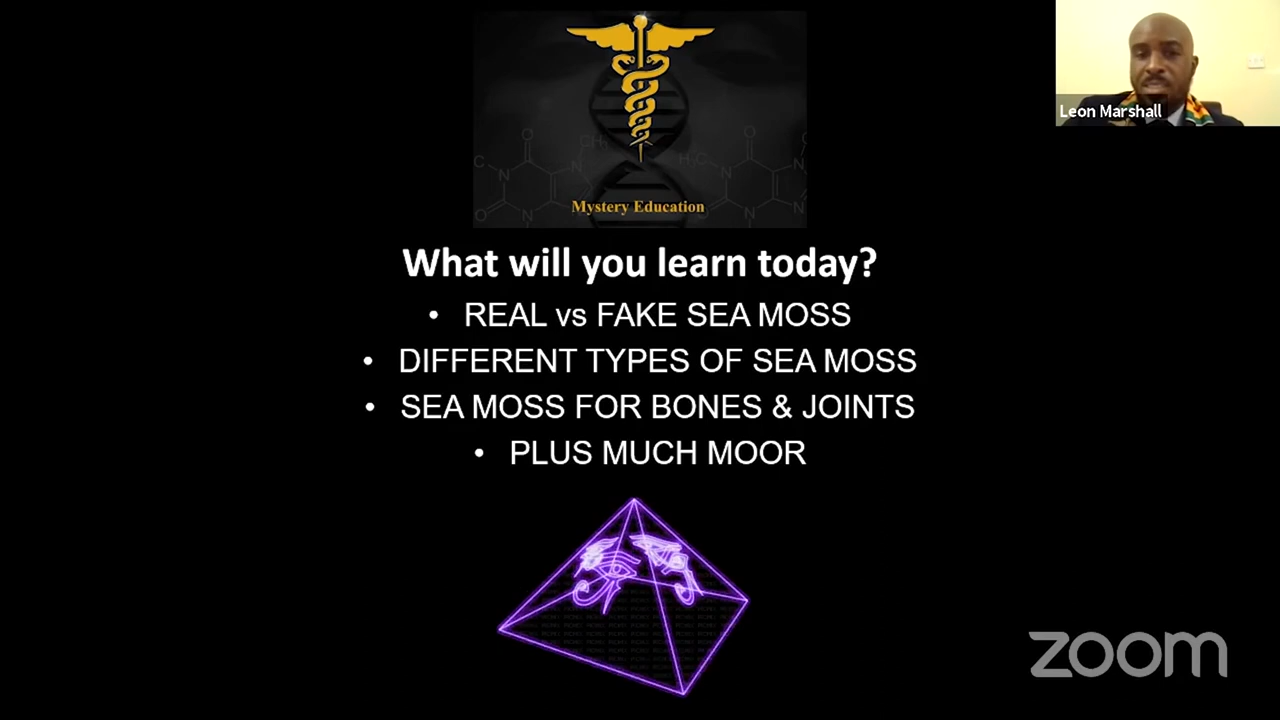 Mystery Education
Leon Marshall
What will you learn today?
• REAL vs FAKE SEA MOSS
• DIFFERENT TYPES OF SEA MOSS
• SEA MOSS FOR BONES & JOINTS
• PLUS MUCH MOOR
zoom